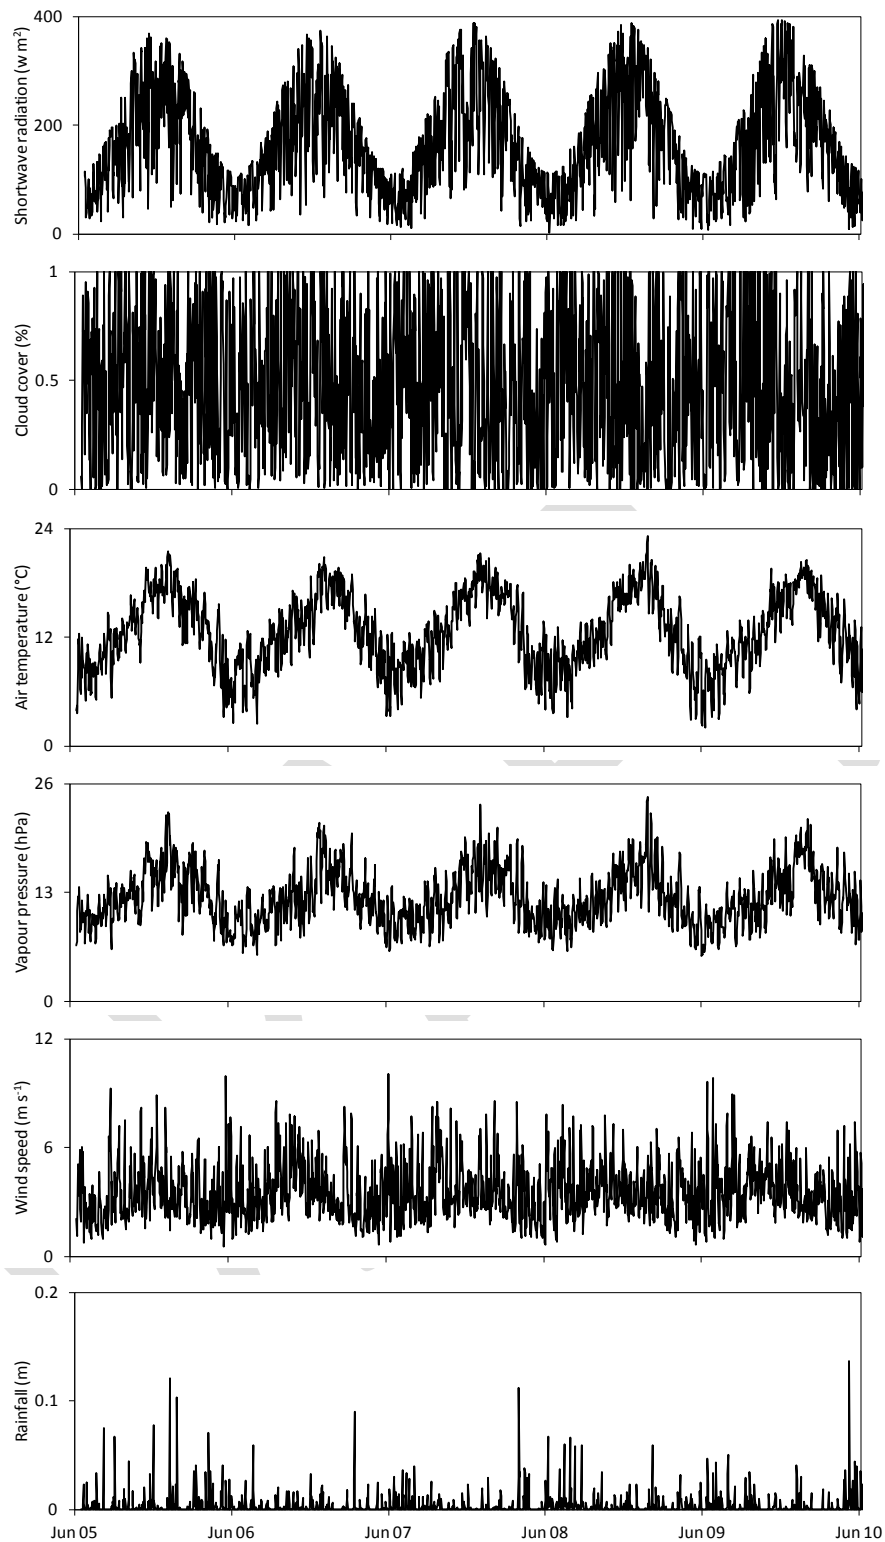 Shortwave radiation (w m²)
400
200
0
Cloud cover (%)
1
0.5
0
Air temperature (°C)
24
12
0
Vapour pressure (hPa)
26
13
0
Wind speed (m s⁻¹)
12
6
0
Rainfall (m)
0.2
0.1
0
Jun 05 Jun 06 Jun 07 Jun 08 Jun 09 Jun 10